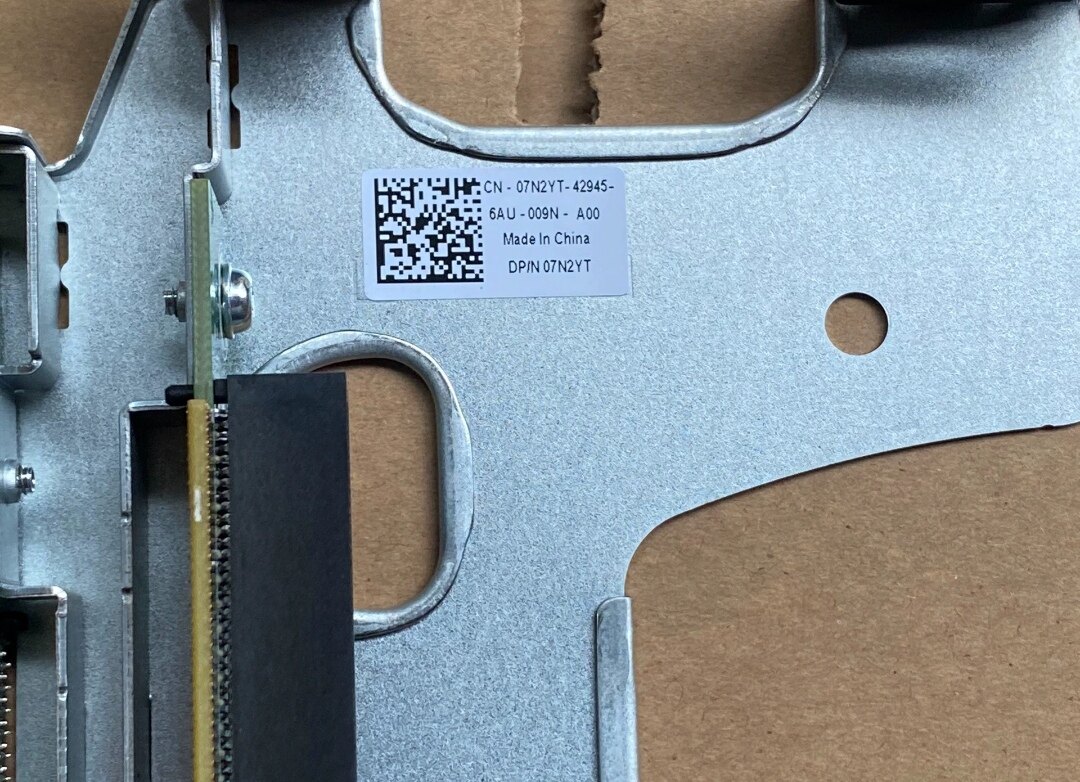 CN - 07N2YT- 42945-
6AU - 009N - A00
Made In China
DP/N 07N2YT